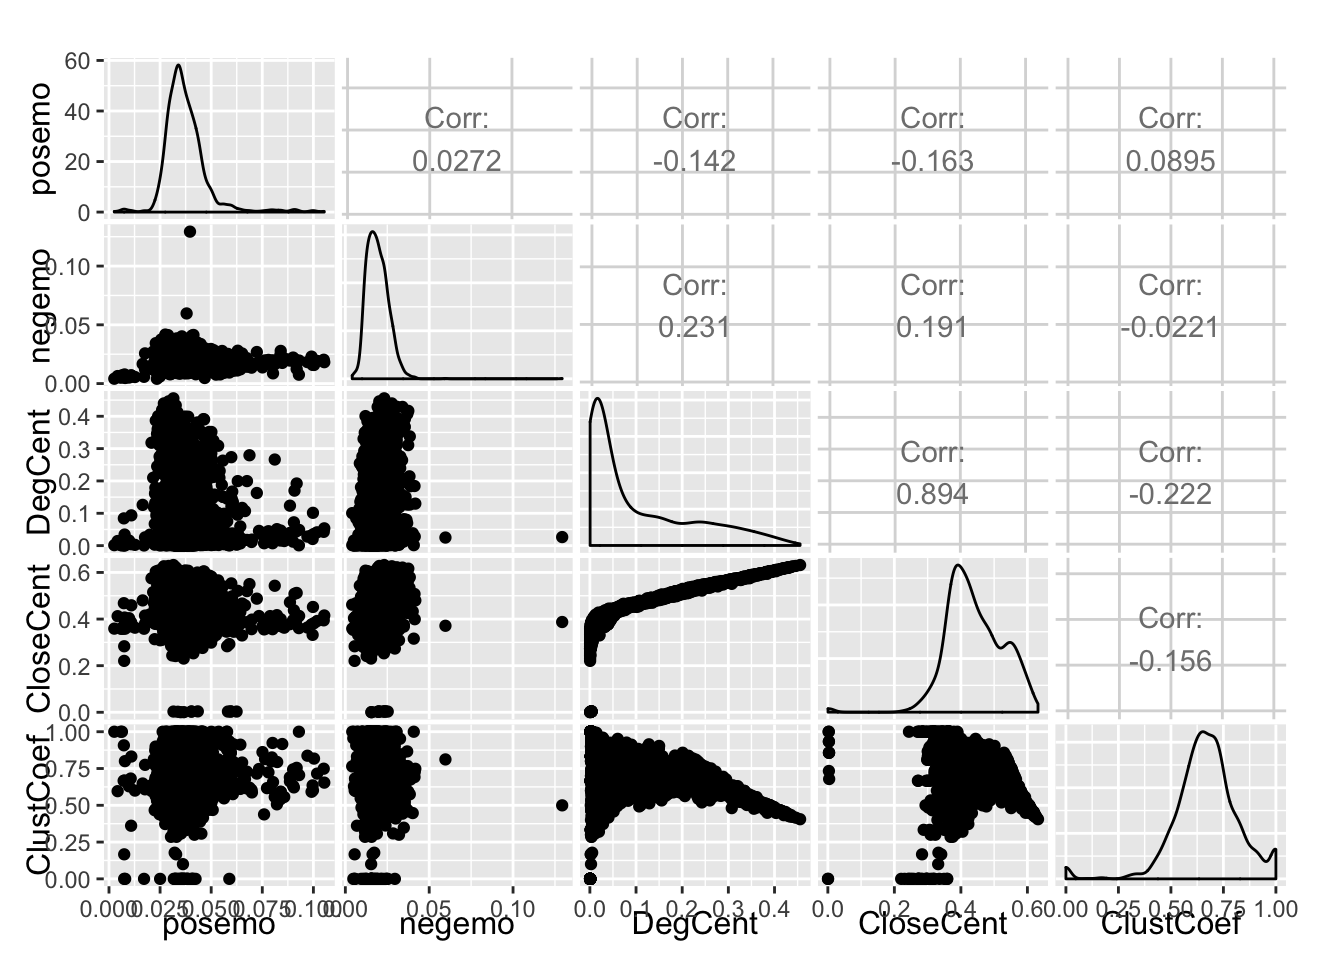 posemo
60
40
20
0
Corr:
0.0272
Corr:
-0.142
Corr:
-0.163
Corr:
0.0895
negemo
0.10
0.05
0.00
Corr:
0.231
Corr:
0.191
Corr:
-0.0221
DegCent
0.4
0.3
0.2
0.1
0.0
Corr:
0.894
Corr:
-0.222
CloseCent
0.6
0.4
0.2
0.0
Corr:
-0.156
ClustCoef
1.00
0.75
0.50
0.25
0.00
0.000 0.025 0.050 0.075 0.100
0.00 0.05 0.10
0.0 0.1 0.2 0.3 0.4
0.0 0.2 0.4 0.6
0.00 0.25 0.50 0.75 1.00
posemo negemo DegCent CloseCent ClustCoef